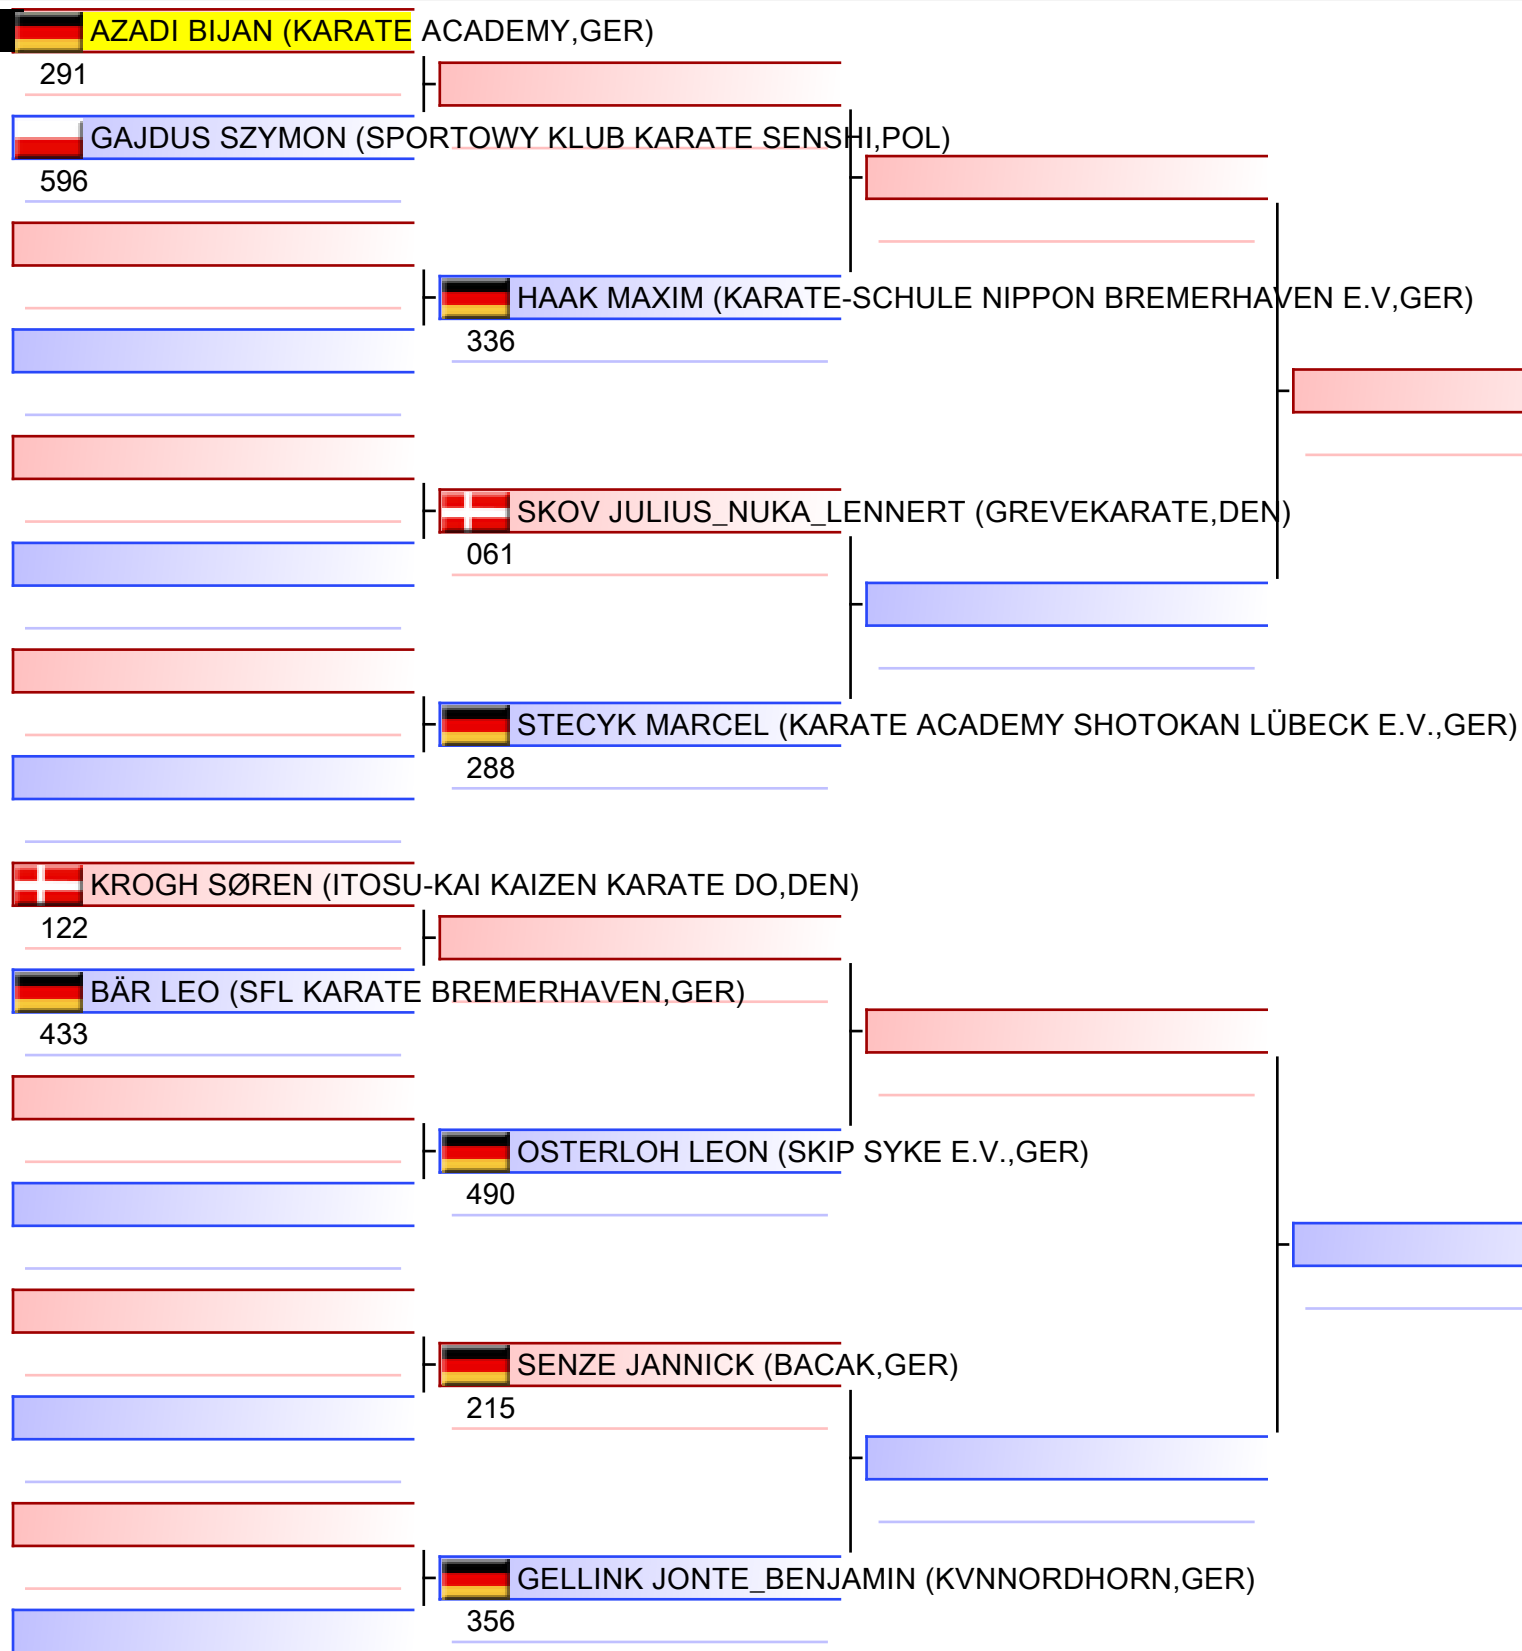 AZADI BIJAN (KARATE ACADEMY,GER)
291
GAJDUS SZYMON (SPORTOWY KLUB KARATE SENSHI,POL)
596
HAAK MAXIM (KARATE-SCHULE NIPPON BREMERHAVEN E.V,GER)
336
SKOV JULIUS_NUKA_LENNERT (GREVEKARATE,DEN)
061
STECYK MARCEL (KARATE ACADEMY SHOTOKAN LÜBECK E.V.,GER)
288
KROGH SØREN (ITOSU-KAI KAIZEN KARATE DO,DEN)
122
BÄR LEO (SFL KARATE BREMERHAVEN,GER)
433
OSTERLOH LEON (SKIP SYKE E.V.,GER)
490
SENZE JANNICK (BACAK,GER)
215
GELLINK JONTE_BENJAMIN (KVNNORDHORN,GER)
356